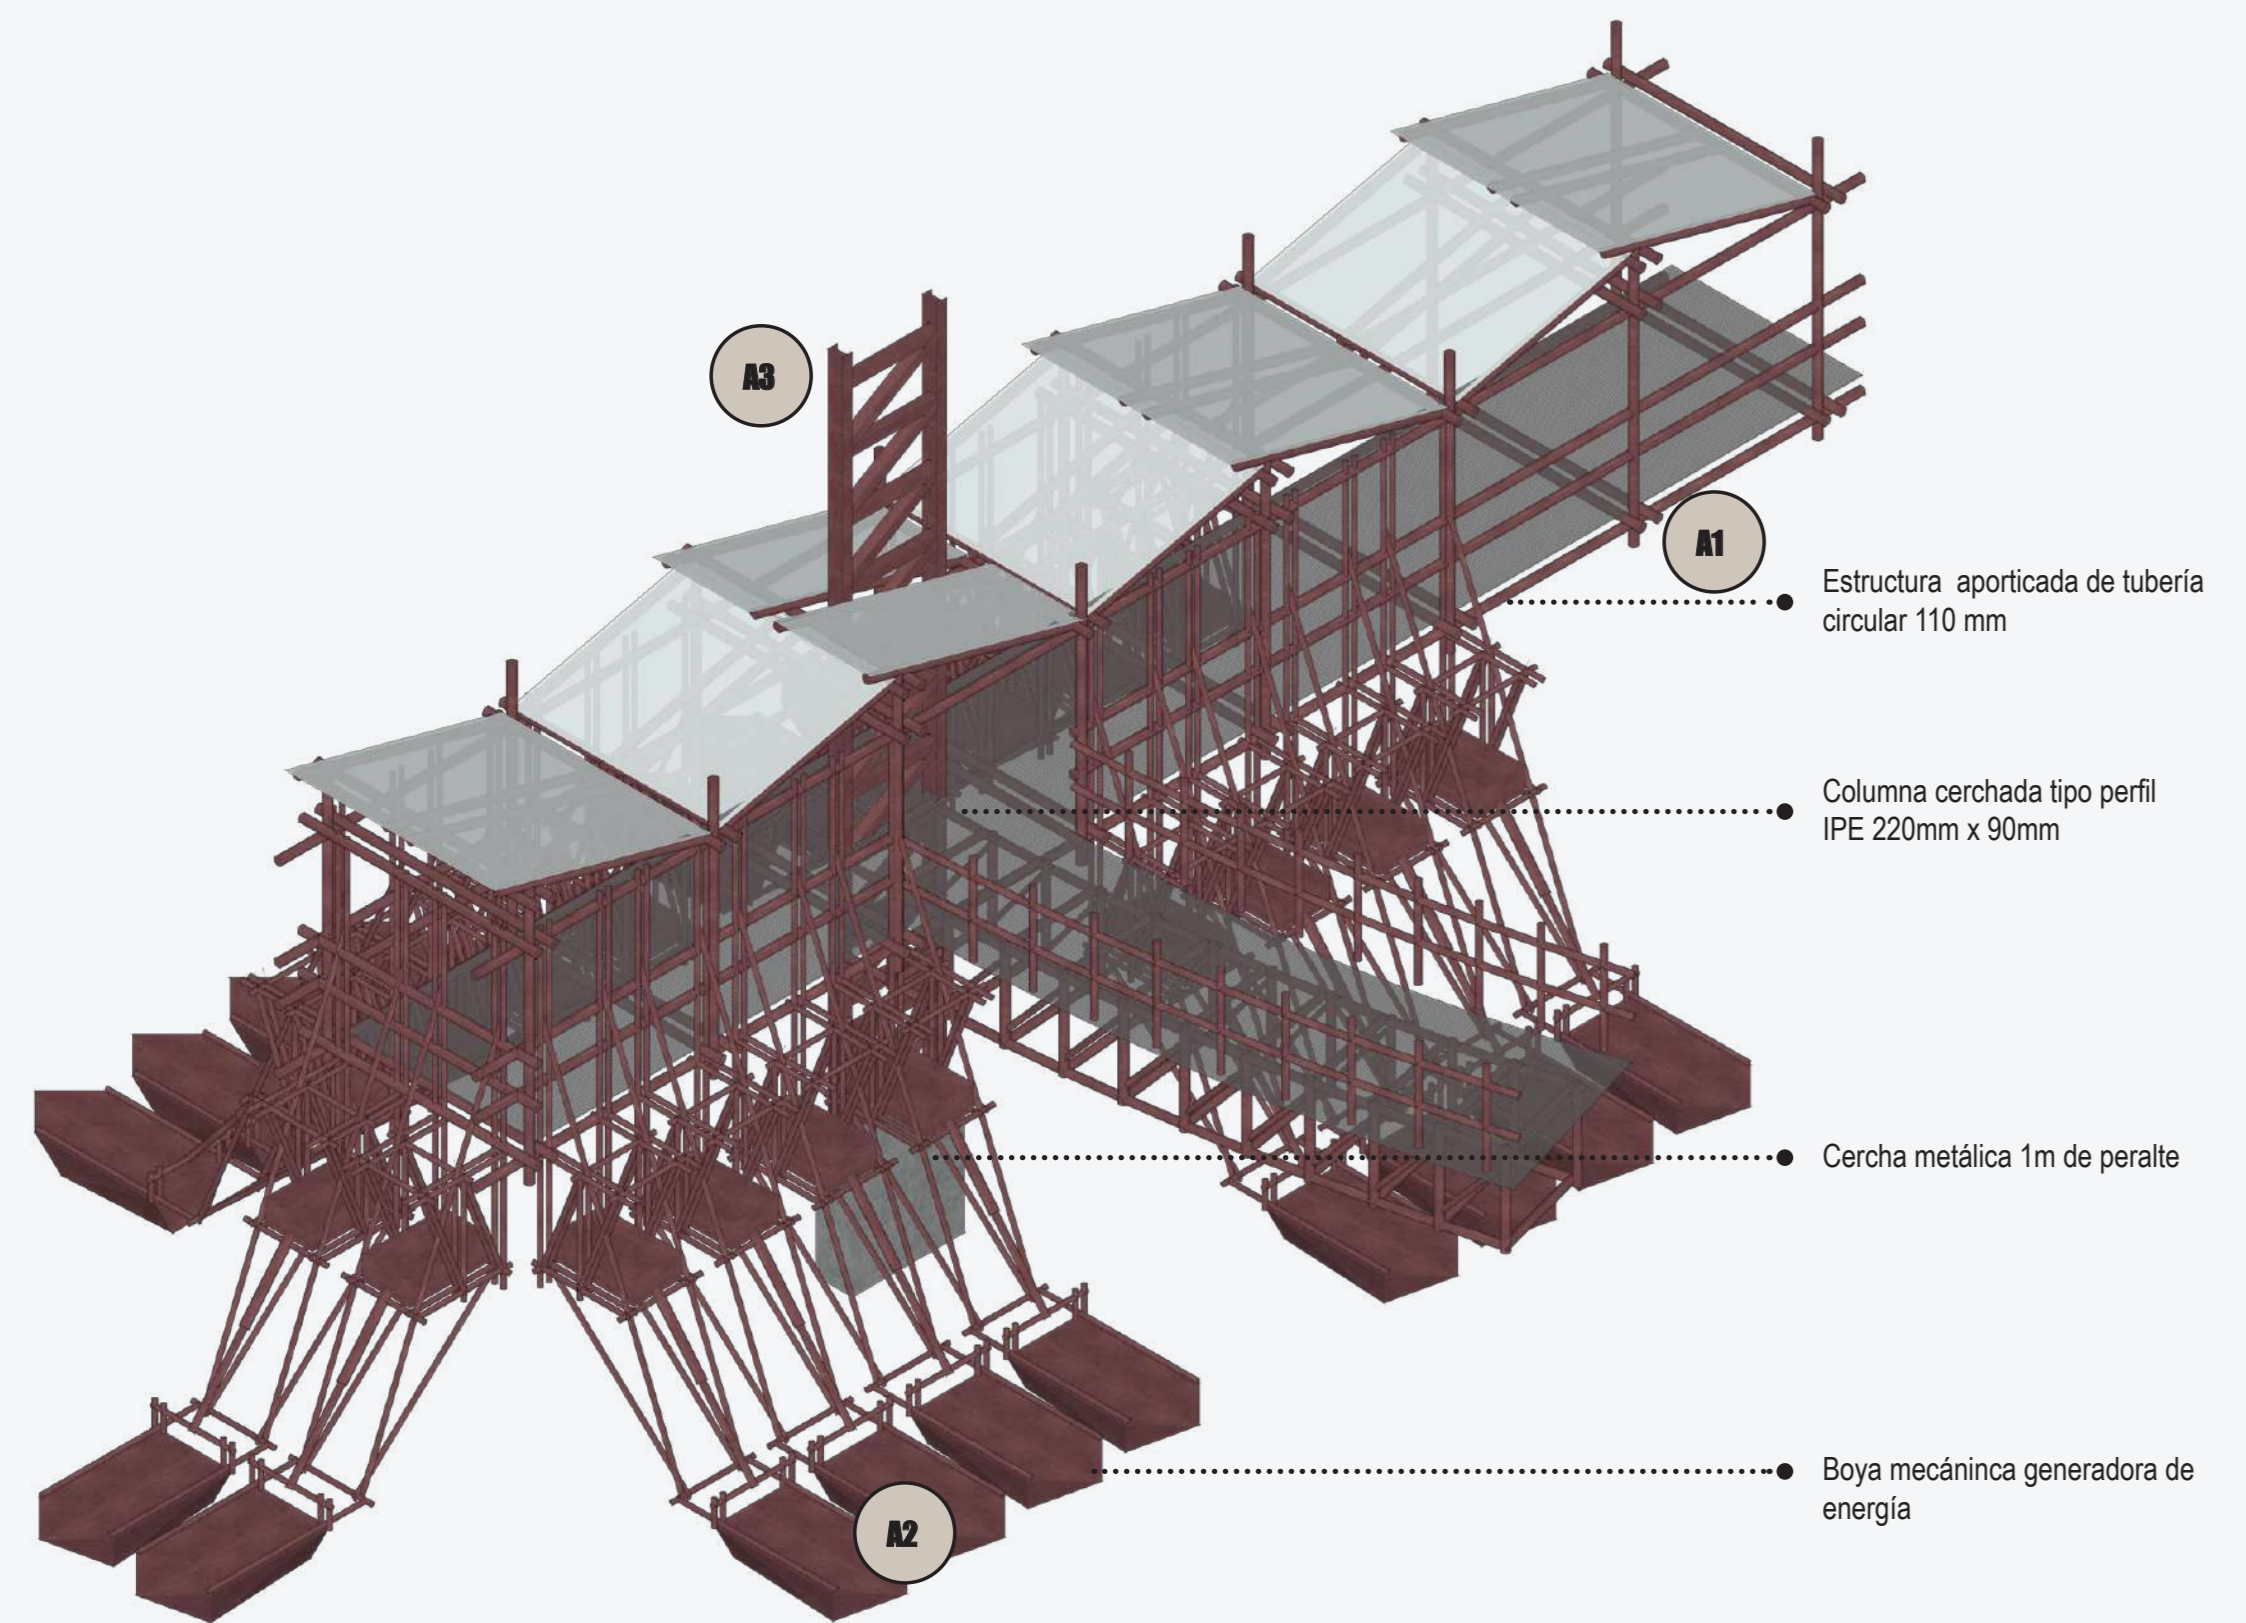 A3
A1
Estructura aporticada de tubería
circular 110 mm
Columna cerchada tipo perfil
IPE 220mm x 90mm
Cercha metálica 1m de peralte
Boya mecáninca generadora de
energía
A2